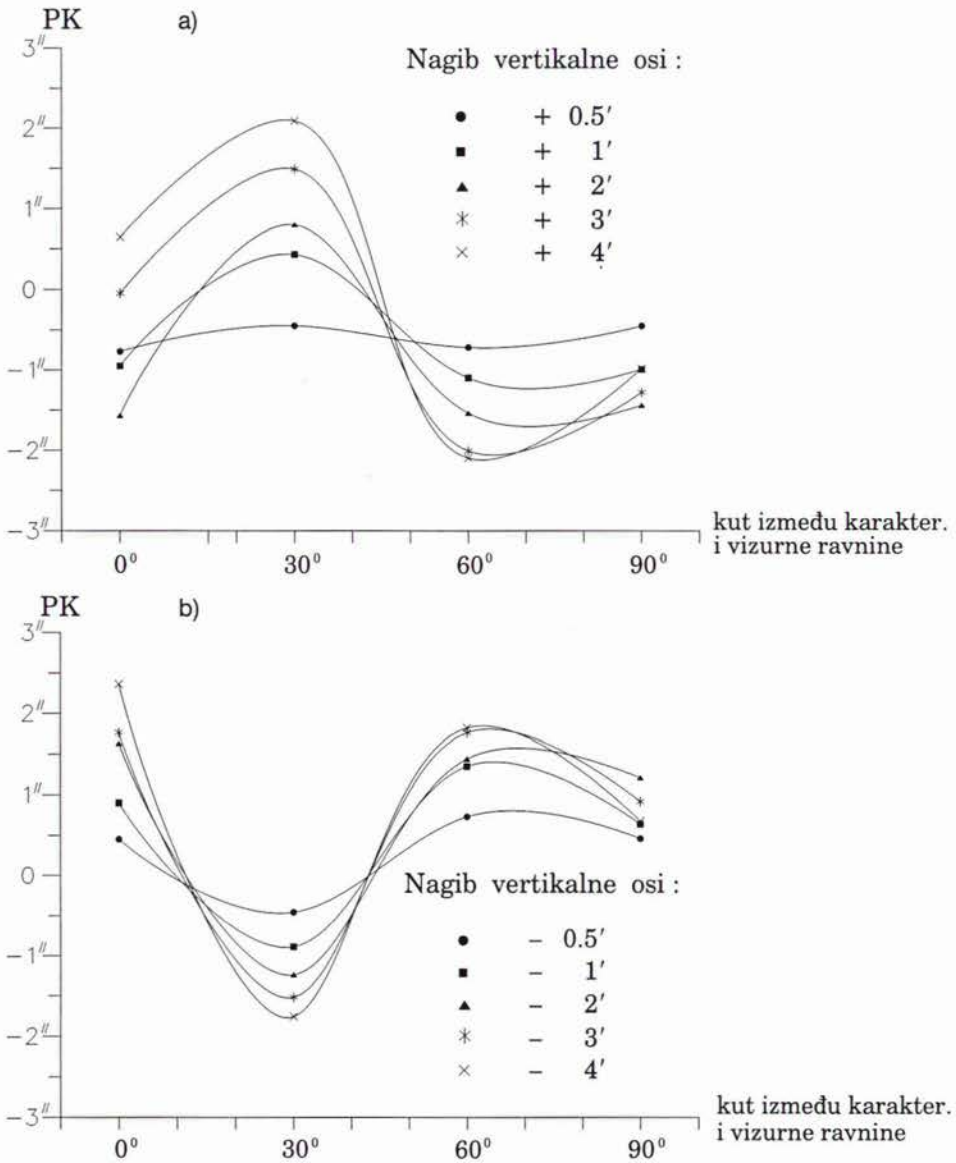 PK a)
3″
2″
1″
0
−1″
−2″
−3″
Nagib vertikalne osi :
● + 0.5′
■ + 1′
▲ + 2′
✳ + 3′
× + 4′
kut između karakter.
i vizurne ravnine
0° 30° 60° 90°
PK b)
3″
2″
1″
0
−1″
−2″
−3″
Nagib vertikalne osi :
● − 0.5′
■ − 1′
▲ − 2′
✳ − 3′
× − 4′
kut između karakter.
i vizurne ravnine
0° 30° 60° 90°